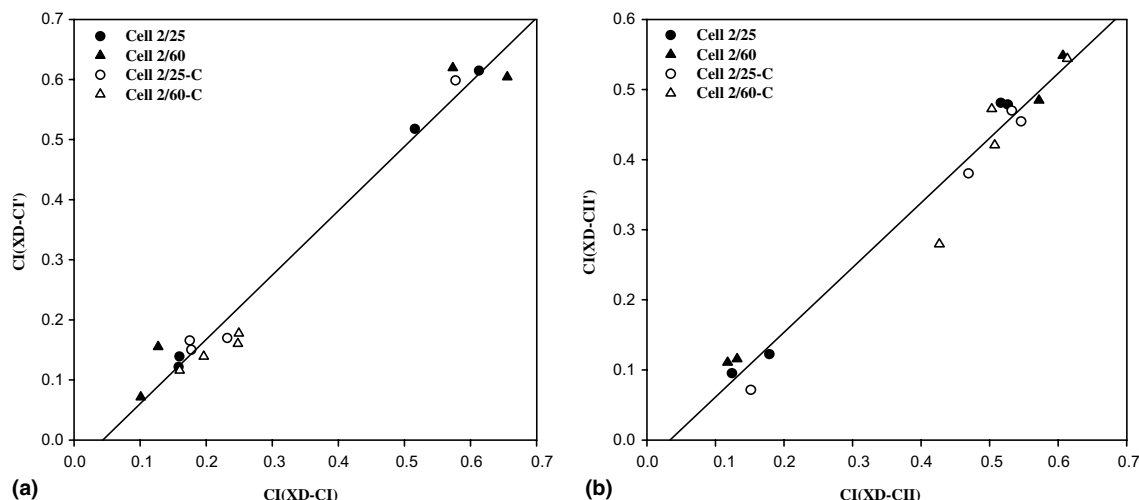 0.7
Cell 2/25
Cell 2/60
Cell 2/25-C
Cell 2/60-C
0.6
0.5
0.4
0.3
0.2
0.1
0.0
CI(XD-CI')
0.0 0.1 0.2 0.3 0.4 0.5 0.6 0.7
(a)
CI(XD-CI)
0.6
Cell 2/25
Cell 2/60
Cell 2/25-C
Cell 2/60-C
0.5
0.4
0.3
0.2
0.1
0.0
CI(XD-CII')
0.0 0.1 0.2 0.3 0.4 0.5 0.6 0.7
(b)
CI(XD-CII)